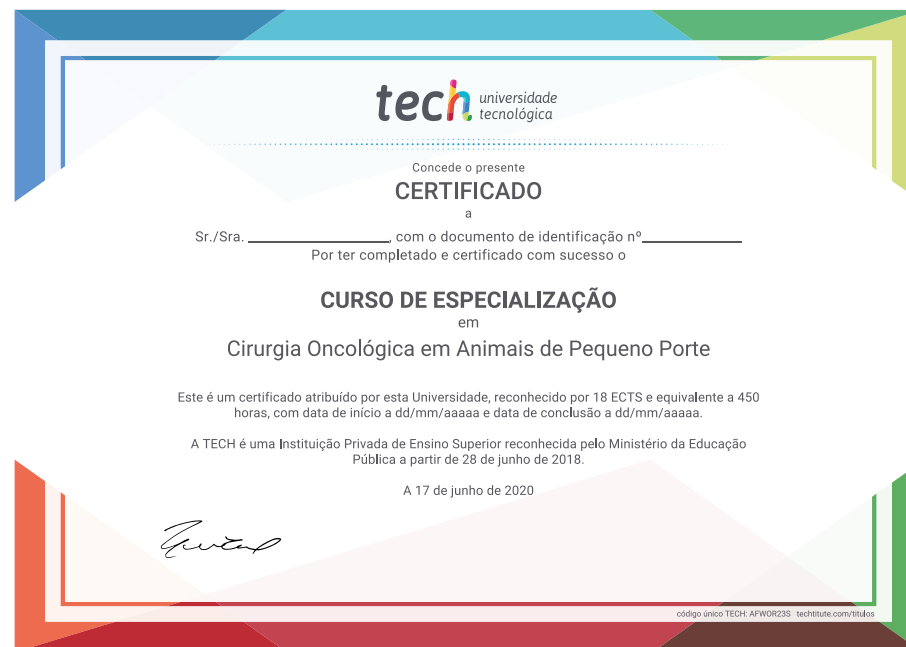 tech universidade
tecnológica
Concede o presente
CERTIFICADO
a
Sr./Sra. ________________, com o documento de identificação nº____________
Por ter completado e certificado com sucesso o
CURSO DE ESPECIALIZAÇÃO
em
Cirurgia Oncológica em Animais de Pequeno Porte
Este é um certificado atribuído por esta Universidade, reconhecido por 18 ECTS e equivalente a 450
horas, com data de início a dd/mm/aaaaa e data de conclusão a dd/mm/aaaaa.
A TECH é uma Instituição Privada de Ensino Superior reconhecida pelo Ministério da Educação
Pública a partir de 28 de junho de 2018.
A 17 de junho de 2020
código único TECH: AFWOR23S techtitute.com/titulos